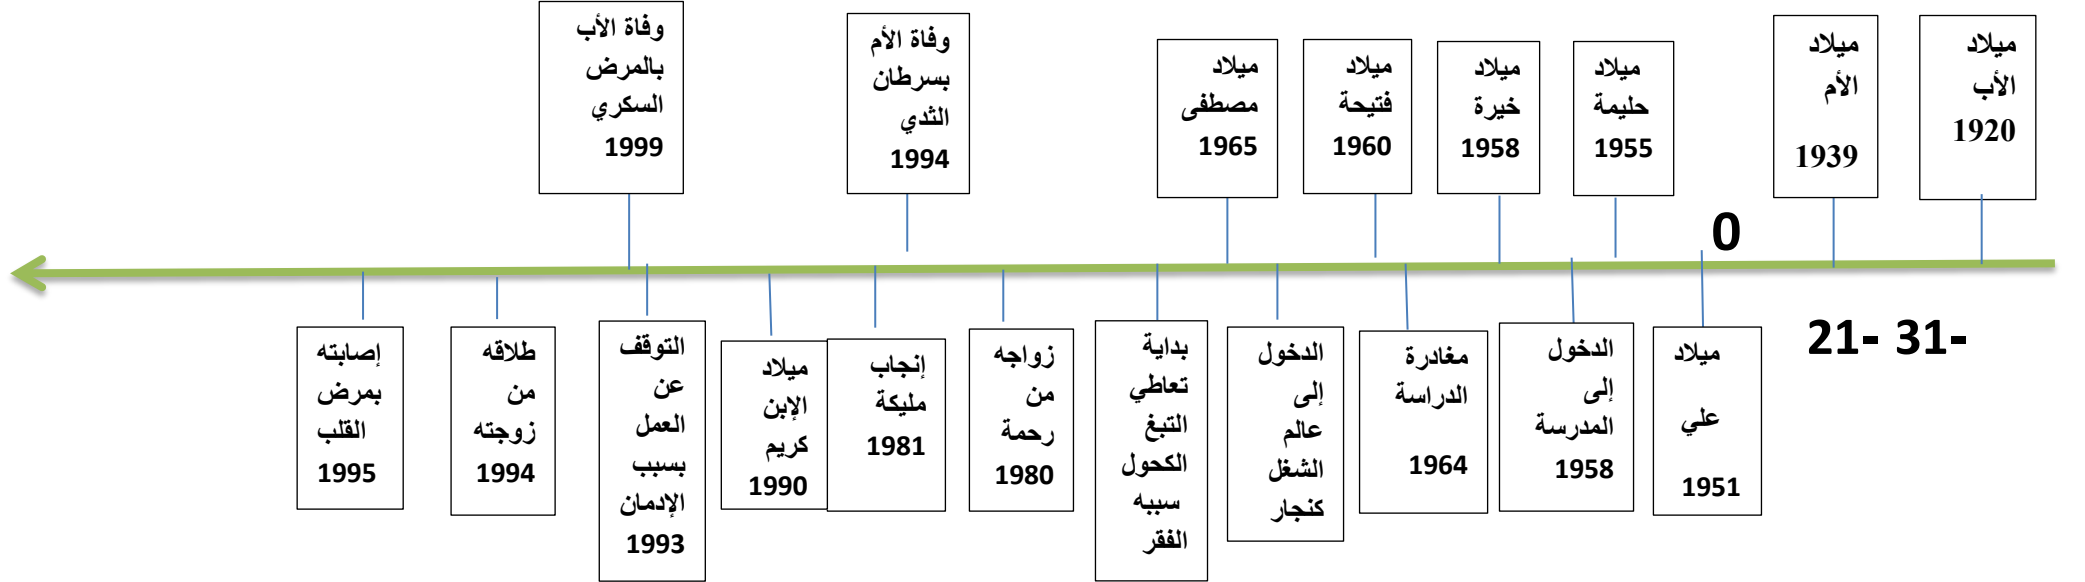 ميلاد
الأب
1920
ميلاد
الأم
1939
ميلاد
حليمة
1955
ميلاد
خيرة
1958
ميلاد
فتيحة
1960
ميلاد
مصطفى
1965
وفاة الأم
بسرطان
الثدي
1994
وفاة الأب
بالمرض
السكري
1999
0
21- 31-
ميلاد
علي
1951
الدخول
إلى
المدرسة
1958
مغادرة
الدراسة
1964
الدخول
إلى
عالم
الشغل
كنجار
بداية
تعاطي
التبغ
الكحول
سببه
الفقر
زواجه
من
رحمة
1980
إنجاب
مليكة
1981
ميلاد
الإبن
كريم
1990
التوقف
عن
العمل
بسبب
الإدمان
1993
طلاقه
من
زوجته
1994
إصابته
بمرض
القلب
1995